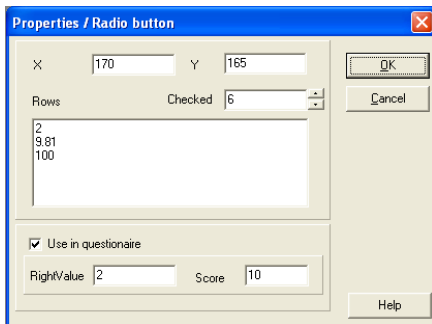 Properties / Radio button
X 170 Y 165
OK
Rows Checked 6
Cancel
2
9.81
100
Use in questionaire
RightValue 2 Score 10
Help